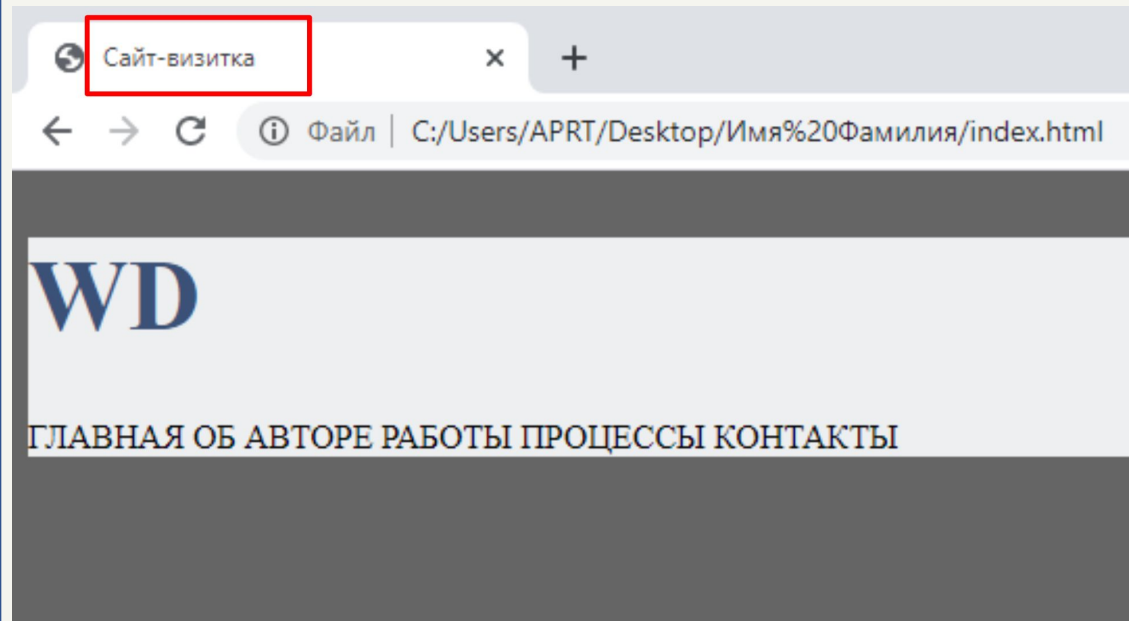 Сайт-визитка
Файл | C:/Users/APRT/Desktop/Имя%20Фамилия/index.html
WD
ГЛАВНАЯ ОБ АВТОРЕ РАБОТЫ ПРОЦЕССЫ КОНТАКТЫ